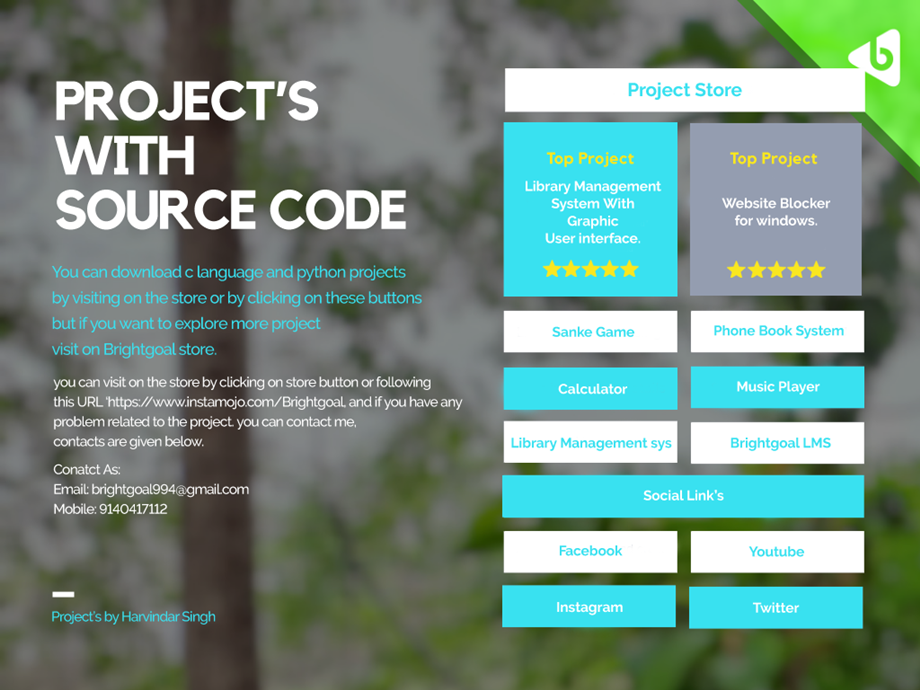 PROJECT'S
WITH
SOURCE CODE
You can download c language and python projects
by visiting on the store or by clicking on these buttons
but if you want to explore more project
visit on Brightgoal store.
you can visit on the store by clicking on store button or following
this URL 'https://www.instamojo.com/Brightgoal, and if you have any
problem related to the project. you can contact me,
contacts are given below.
Conatct As:
Email: brightgoal994@gmail.com
Mobile: 9140417112
Project's by Harvindar Singh
Project Store
Top Project
Library Management
System With
Graphic
User interface.
Top Project
Website Blocker
for windows.
Sanke Game
Phone Book System
Calculator
Music Player
Library Management sys
Brightgoal LMS
Social Link's
Facebook
Youtube
Instagram
Twitter
b